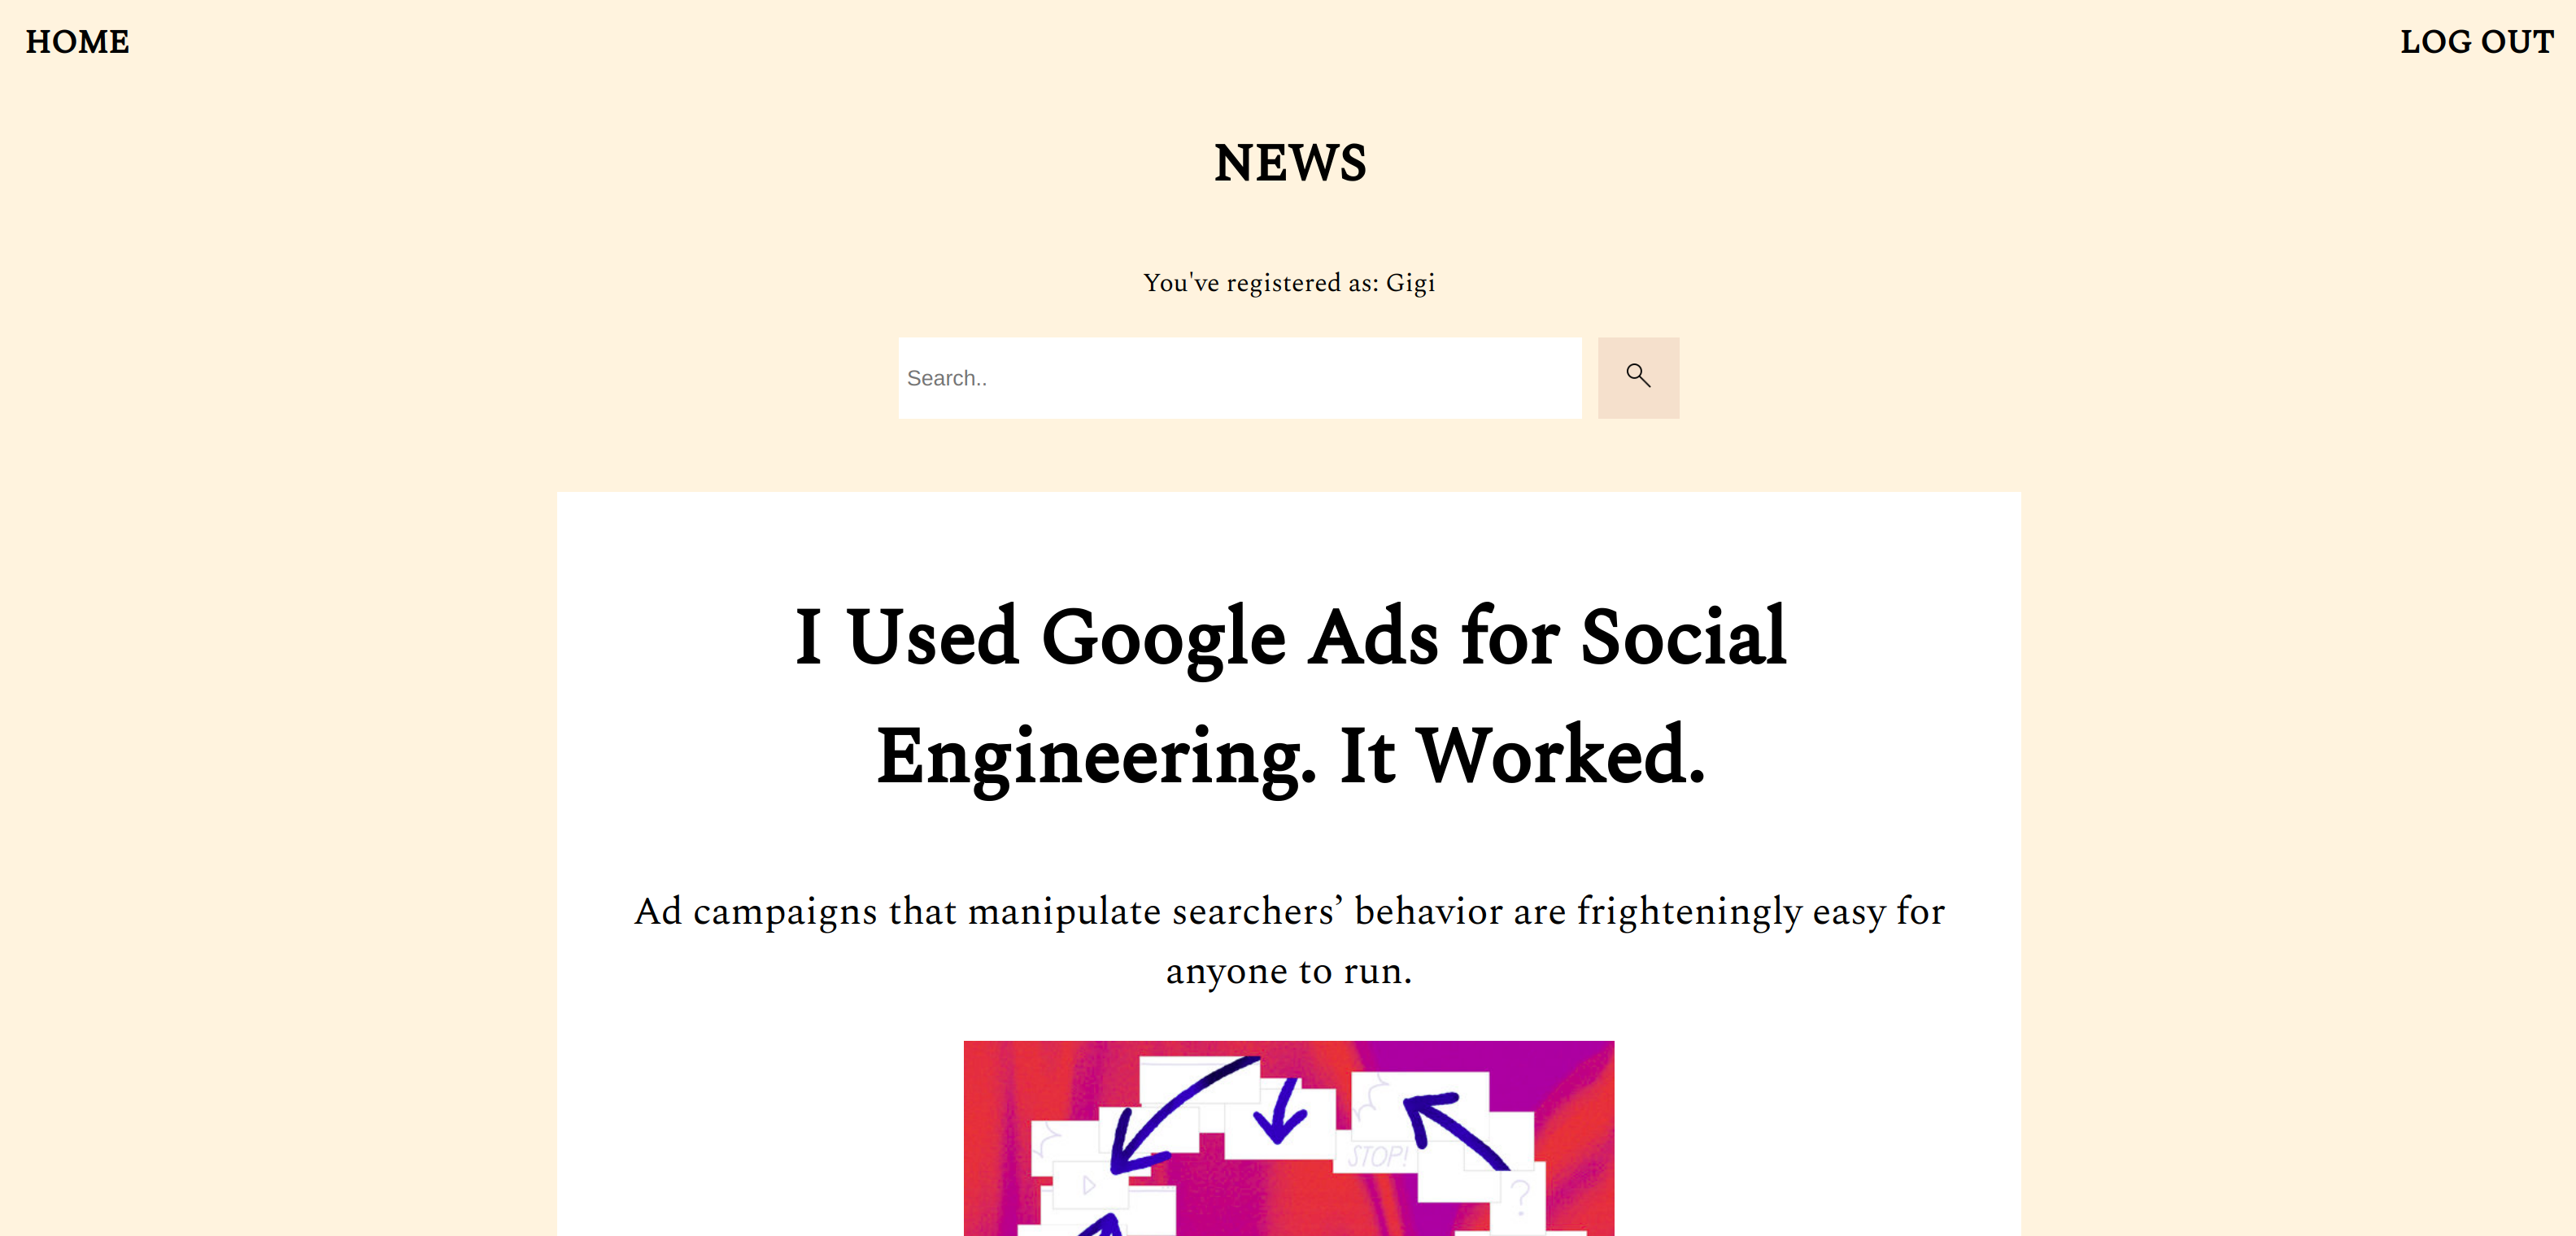 HOME
LOG OUT
NEWS
You've registered as: Gigi
Search..
I Used Google Ads for Social
Engineering. It Worked.
Ad campaigns that manipulate searchers’ behavior are frighteningly easy for
anyone to run.
STOP!
?